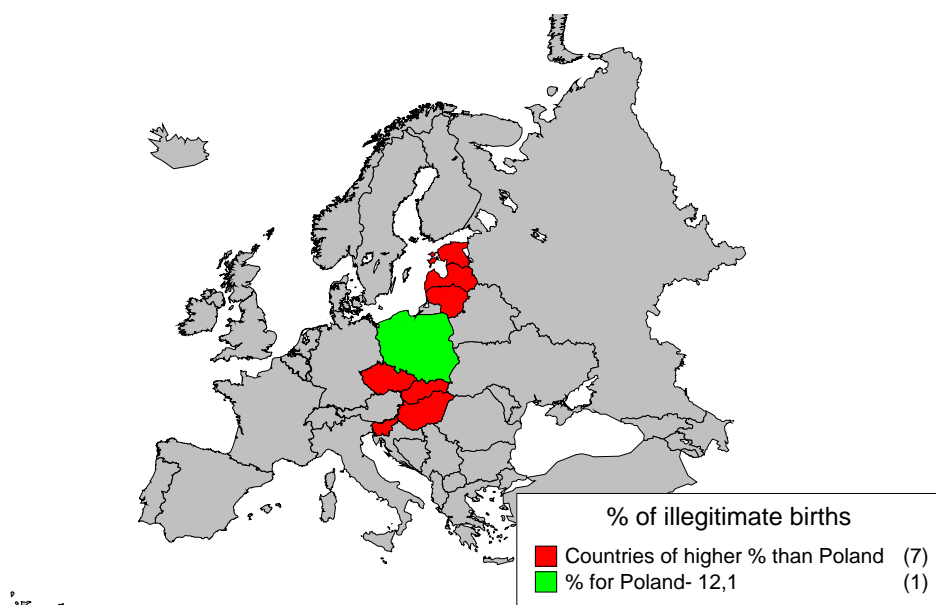 % of illegitimate births
Countries of higher % than Poland (7)
% for Poland- 12,1 (1)